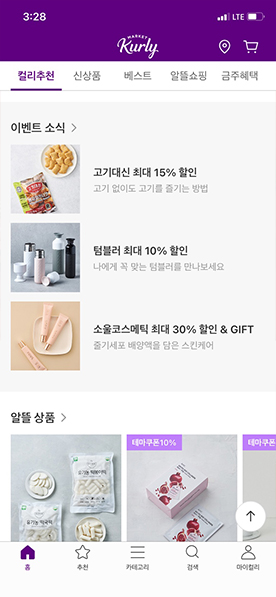 3:28
LTE
MARKET
Kurly
컬리추천 신상품 베스트 알뜰쇼핑 금주혜택
이벤트 소식 >
고기대신 최대 15% 할인
고기 없이도 고기를 즐기는 방법
텀블러 최대 10% 할인
나에게 꼭 맞는 텀블러를 만나보세요
소울코스메틱 최대 30% 할인 & GIFT
줄기세포 배양액을 담은 스킨케어
알뜰 상품 >
테마쿠폰10%
테마쿠폰
홈 추천 카테고리 검색 마이컬리